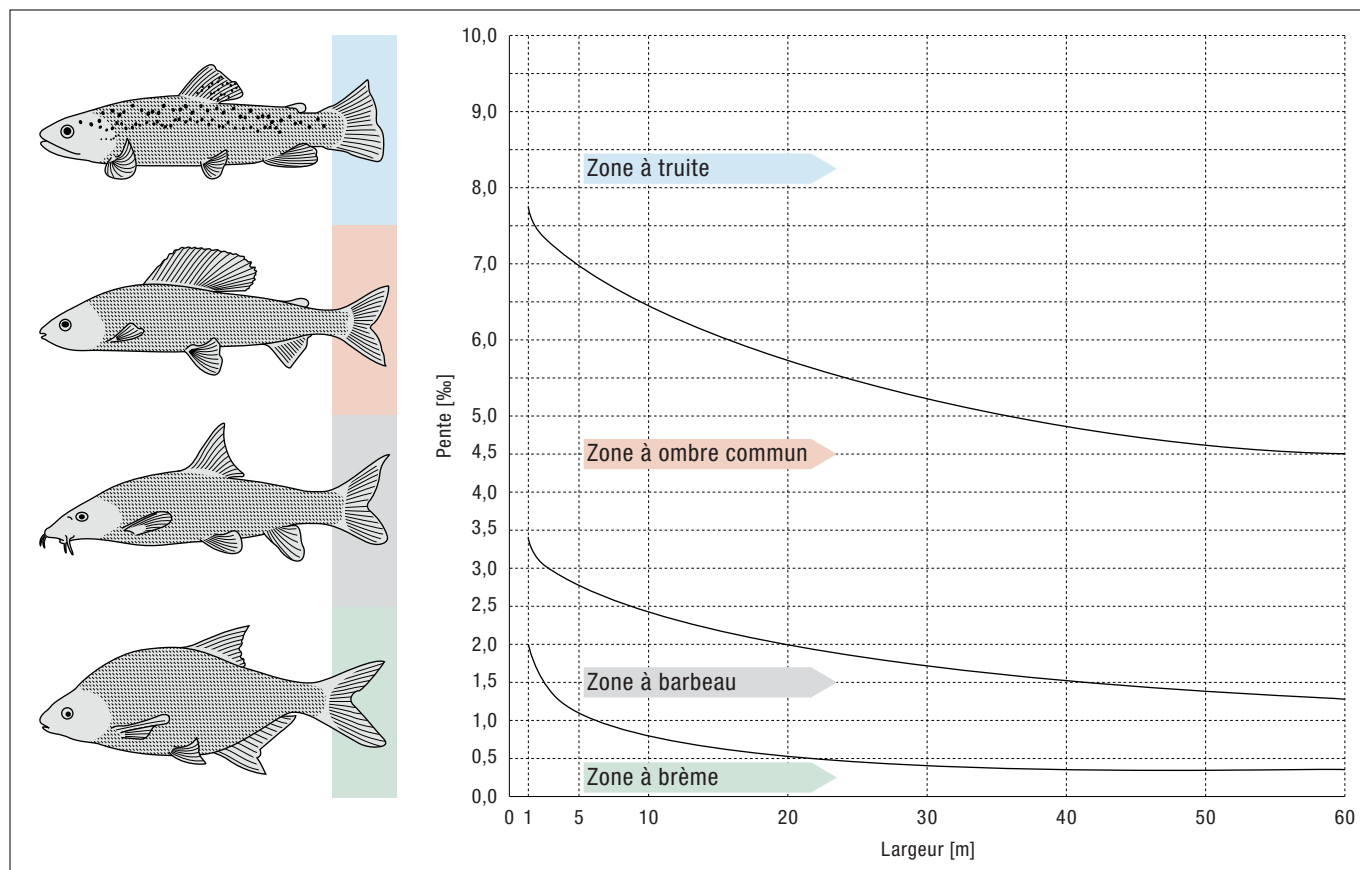 10,0
9,0
8,0
7,0
6,0
5,0
4,5
4,0
3,5
3,0
2,5
2,0
1,5
1,0
0,5
0,0
Pente [‰]
Zone à truite
Zone à ombre commun
Zone à barbeau
Zone à brème
0 1 5 10 20 30 40 50 60
Largeur [m]